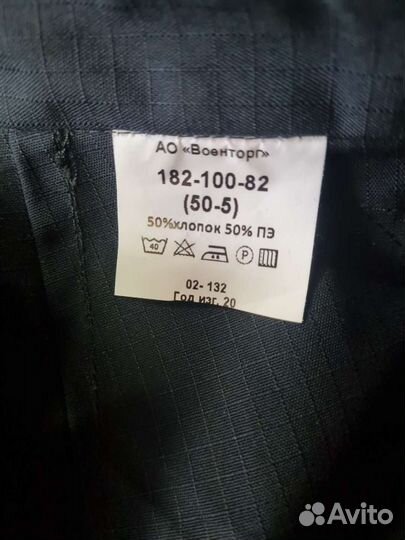 АО «Военторг»
182-100-82
(50-5)
50%хлопок 50% ПЭ
40 P
02- 132
Год изг. 20
Avito